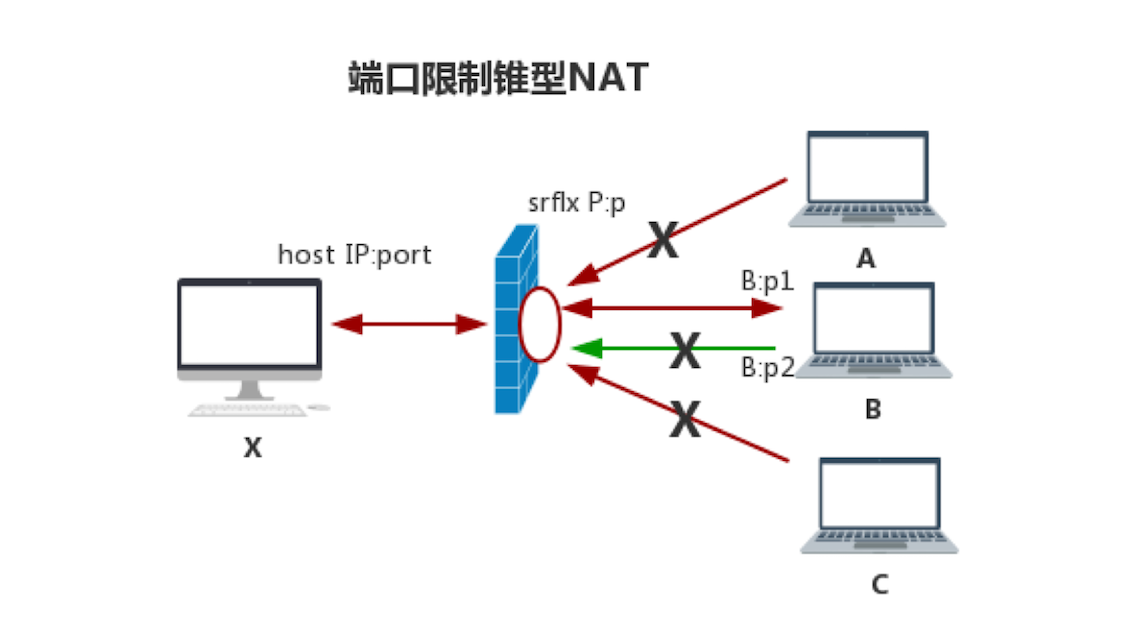 端口限制锥型NAT
srflx P:p
host IP:port
X
A
B:p1
X
B:p2
B
X
X
C